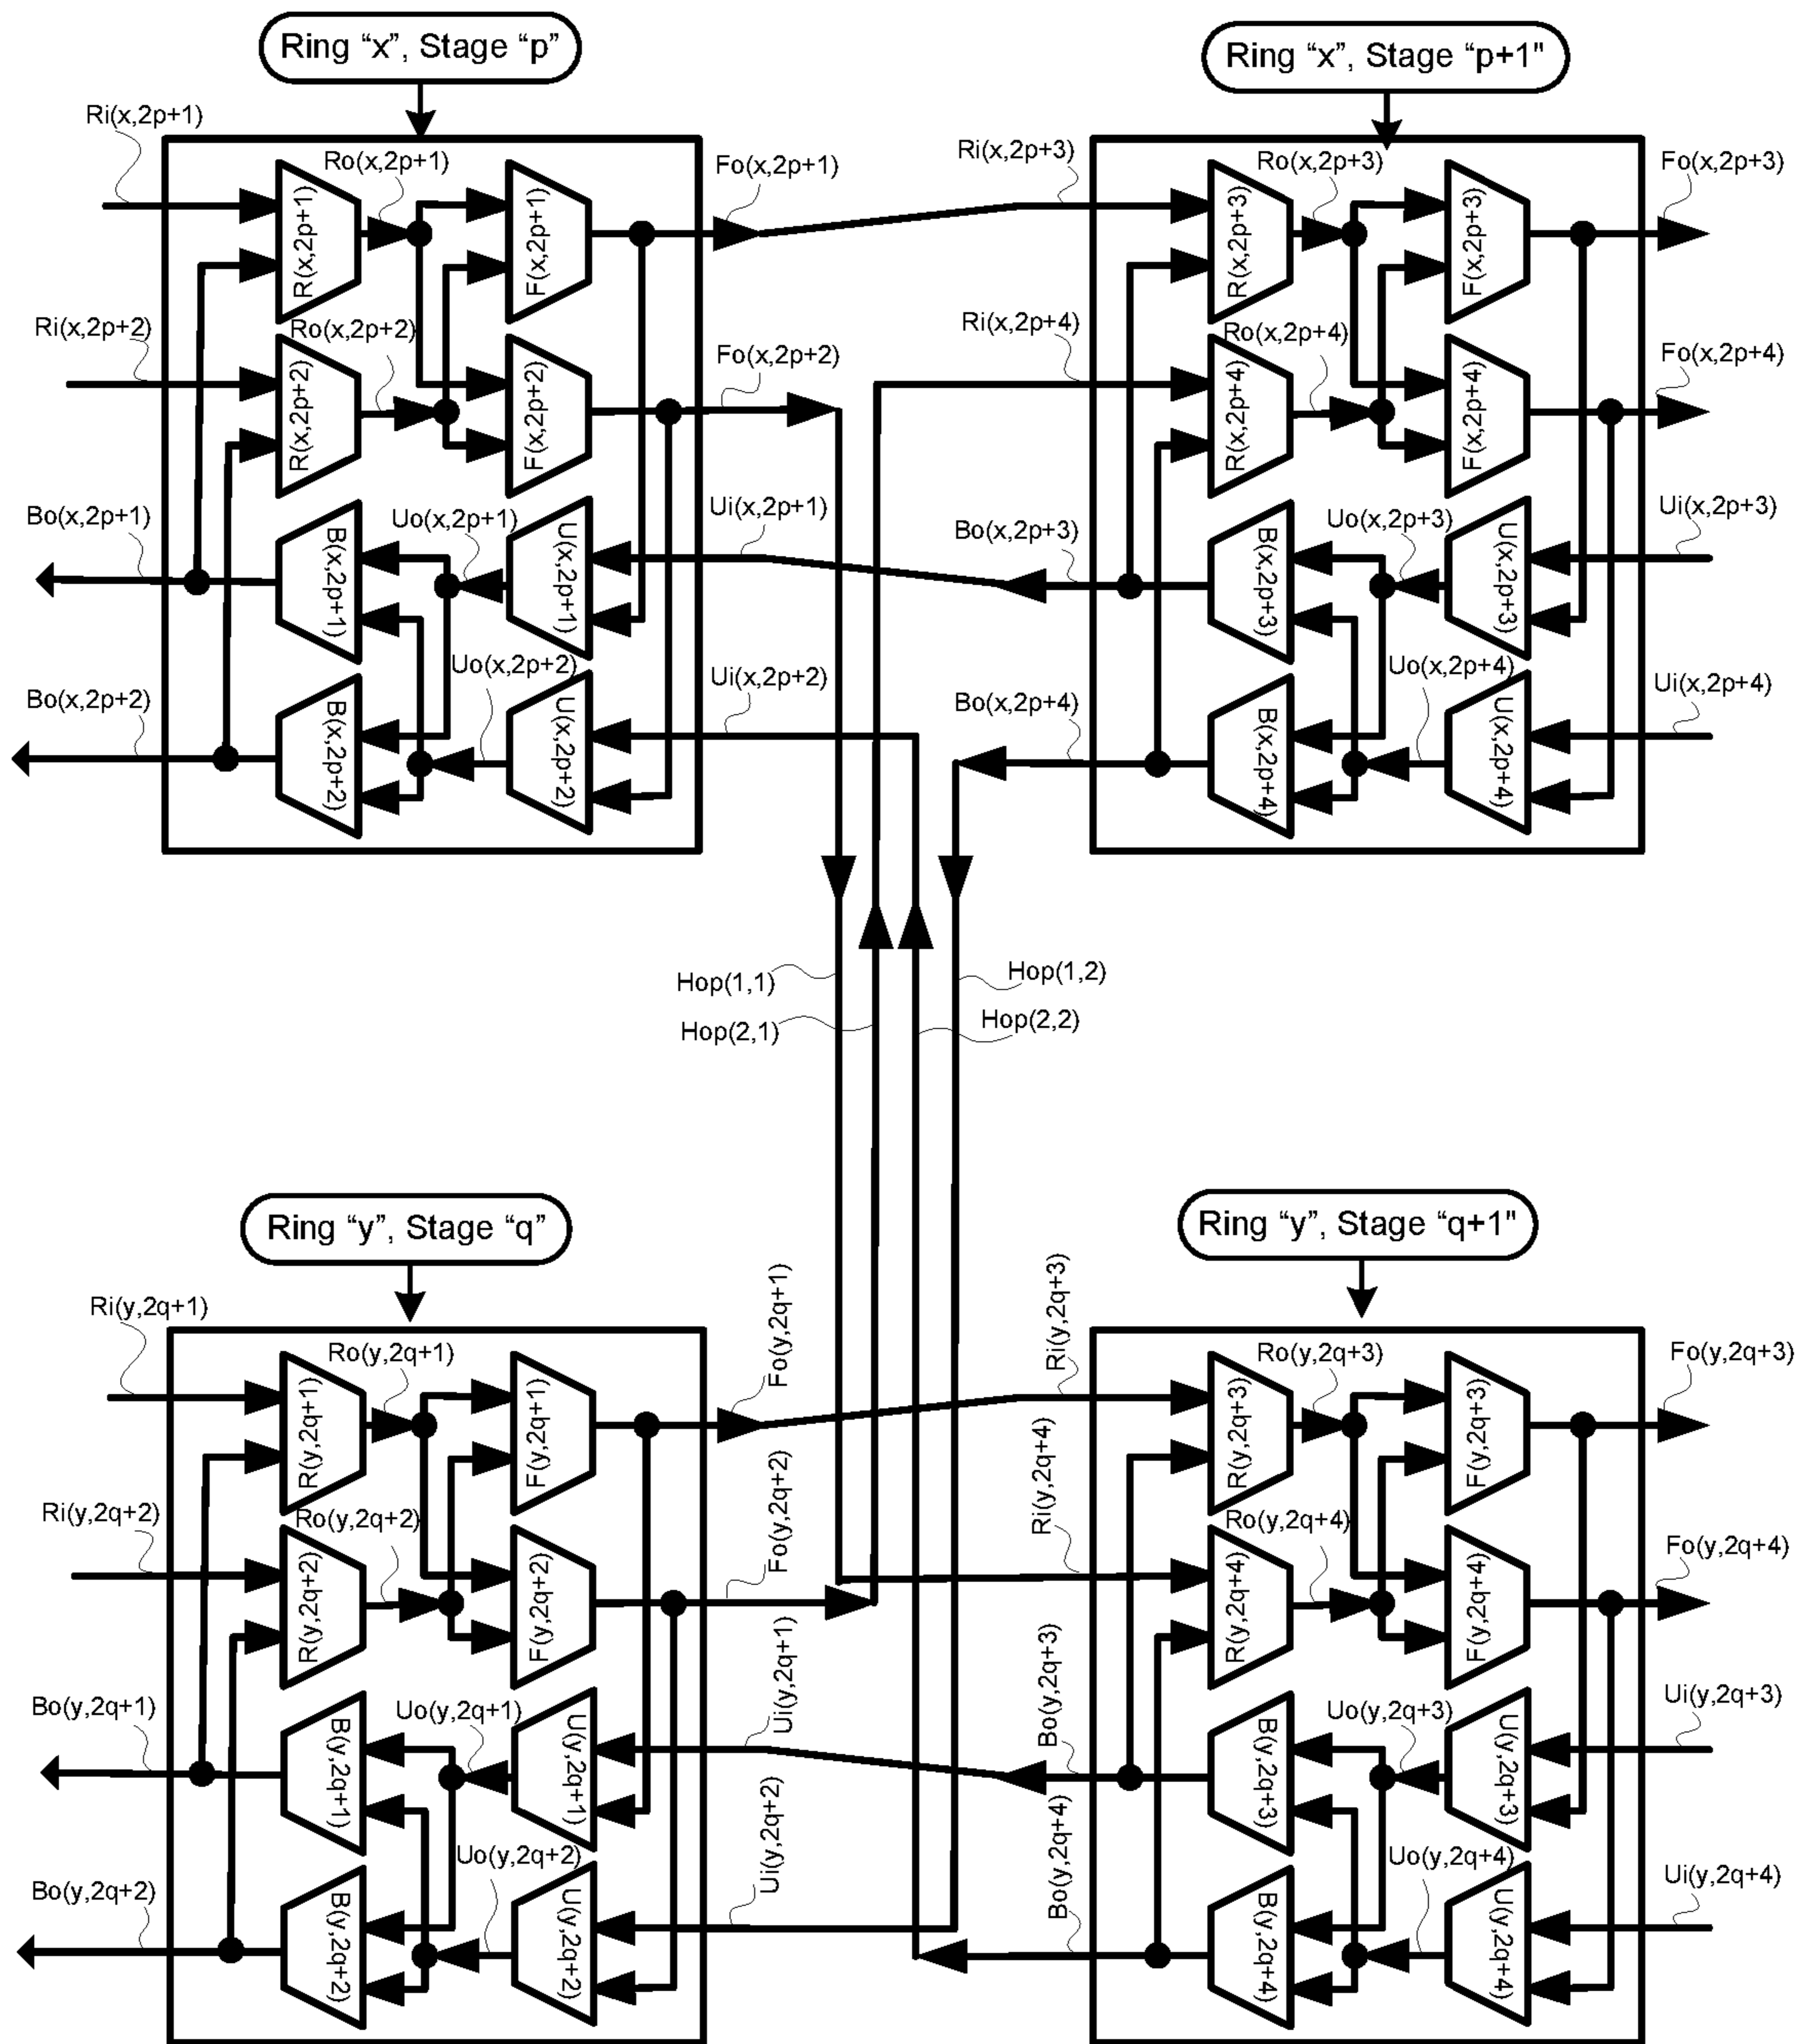 Ring “x”, Stage “p”
Ring “x”, Stage “p+1"
Ri(x,2p+1)
Ro(x,2p+1)
Fo(x,2p+1)
R(x,2p+1)
F(x,2p+1)
Ri(x,2p+2)
Ro(x,2p+2)
Fo(x,2p+2)
R(x,2p+2)
F(x,2p+2)
Bo(x,2p+1)
Uo(x,2p+1)
Ui(x,2p+1)
B(x,2p+1)
U(x,2p+1)
Bo(x,2p+2)
Uo(x,2p+2)
Ui(x,2p+2)
B(x,2p+2)
U(x,2p+2)
Ri(x,2p+3)
Ro(x,2p+3)
Fo(x,2p+3)
R(x,2p+3)
F(x,2p+3)
Ri(x,2p+4)
Ro(x,2p+4)
Fo(x,2p+4)
R(x,2p+4)
F(x,2p+4)
Bo(x,2p+3)
Uo(x,2p+3)
Ui(x,2p+3)
B(x,2p+3)
U(x,2p+3)
Bo(x,2p+4)
Uo(x,2p+4)
Ui(x,2p+4)
B(x,2p+4)
U(x,2p+4)
Hop(1,1)
Hop(1,2)
Hop(2,1)
Hop(2,2)
Ring “y”, Stage “q”
Ring “y”, Stage “q+1"
Ri(y,2q+1)
Ro(y,2q+1)
Fo(y,2q+1)
R(y,2q+1)
F(y,2q+1)
Ri(y,2q+2)
Ro(y,2q+2)
Fo(y,2q+2)
R(y,2q+2)
F(y,2q+2)
Bo(y,2q+1)
Uo(y,2q+1)
Ui(y,2q+1)
B(y,2q+1)
U(y,2q+1)
Bo(y,2q+2)
Uo(y,2q+2)
Ui(y,2q+2)
B(y,2q+2)
U(y,2q+2)
Ri(y,2q+3)
Ro(y,2q+3)
Fo(y,2q+3)
R(y,2q+3)
F(y,2q+3)
Ri(y,2q+4)
Ro(y,2q+4)
Fo(y,2q+4)
R(y,2q+4)
F(y,2q+4)
Bo(y,2q+3)
Uo(y,2q+3)
Ui(y,2q+3)
B(y,2q+3)
U(y,2q+3)
Bo(y,2q+4)
Uo(y,2q+4)
Ui(y,2q+4)
B(y,2q+4)
U(y,2q+4)